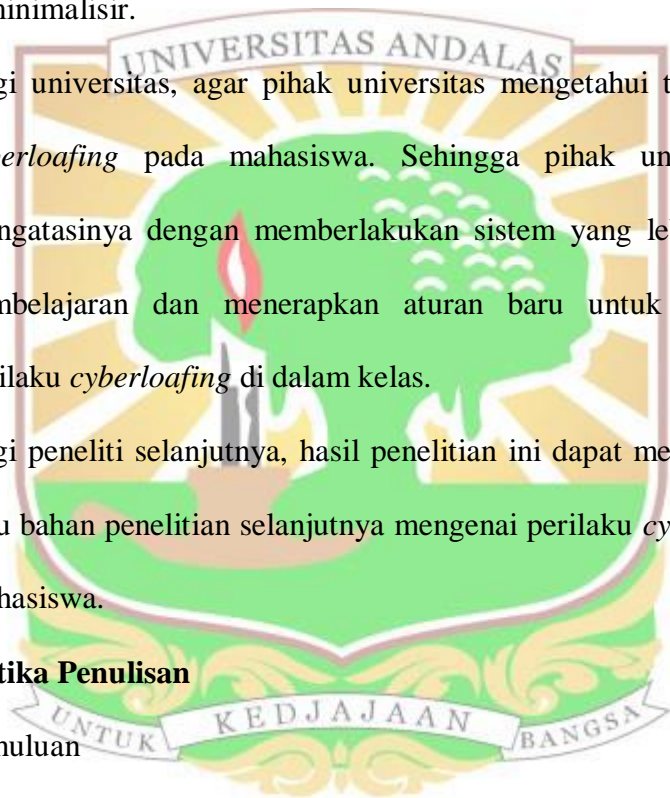 minimalisir.
UNIVERSITAS ANDALAS
gi universitas, agar pihak universitas mengetahui t
berloafing pada mahasiswa. Sehingga pihak un
ngatasinya dengan memberlakukan sistem yang le
mbelajaran dan menerapkan aturan baru untuk
ilaku cyberloafing di dalam kelas.
gi peneliti selanjutnya, hasil penelitian ini dapat me
u bahan penelitian selanjutnya mengenai perilaku cy
hasiswa.
tika Penulisan
UNTUK KEDJAJAAN BANGSA
huluan